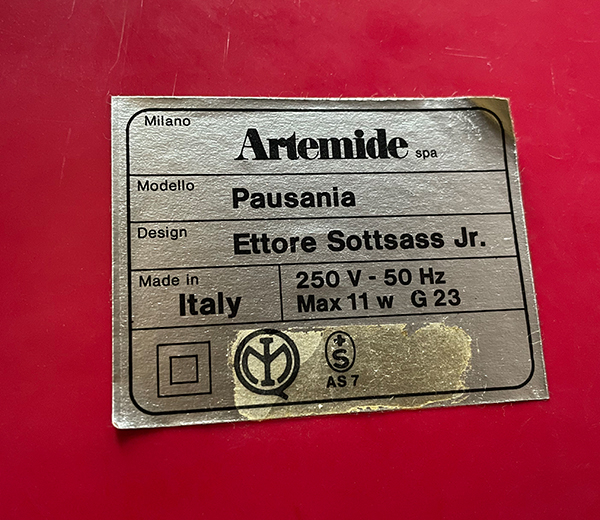 Milano
Artemide spa
Modello
Pausania
Design
Ettore Sottsass Jr.
Made in
Italy
250 V - 50 Hz
Max 11 w G 23
IMQ
+S
AS 7